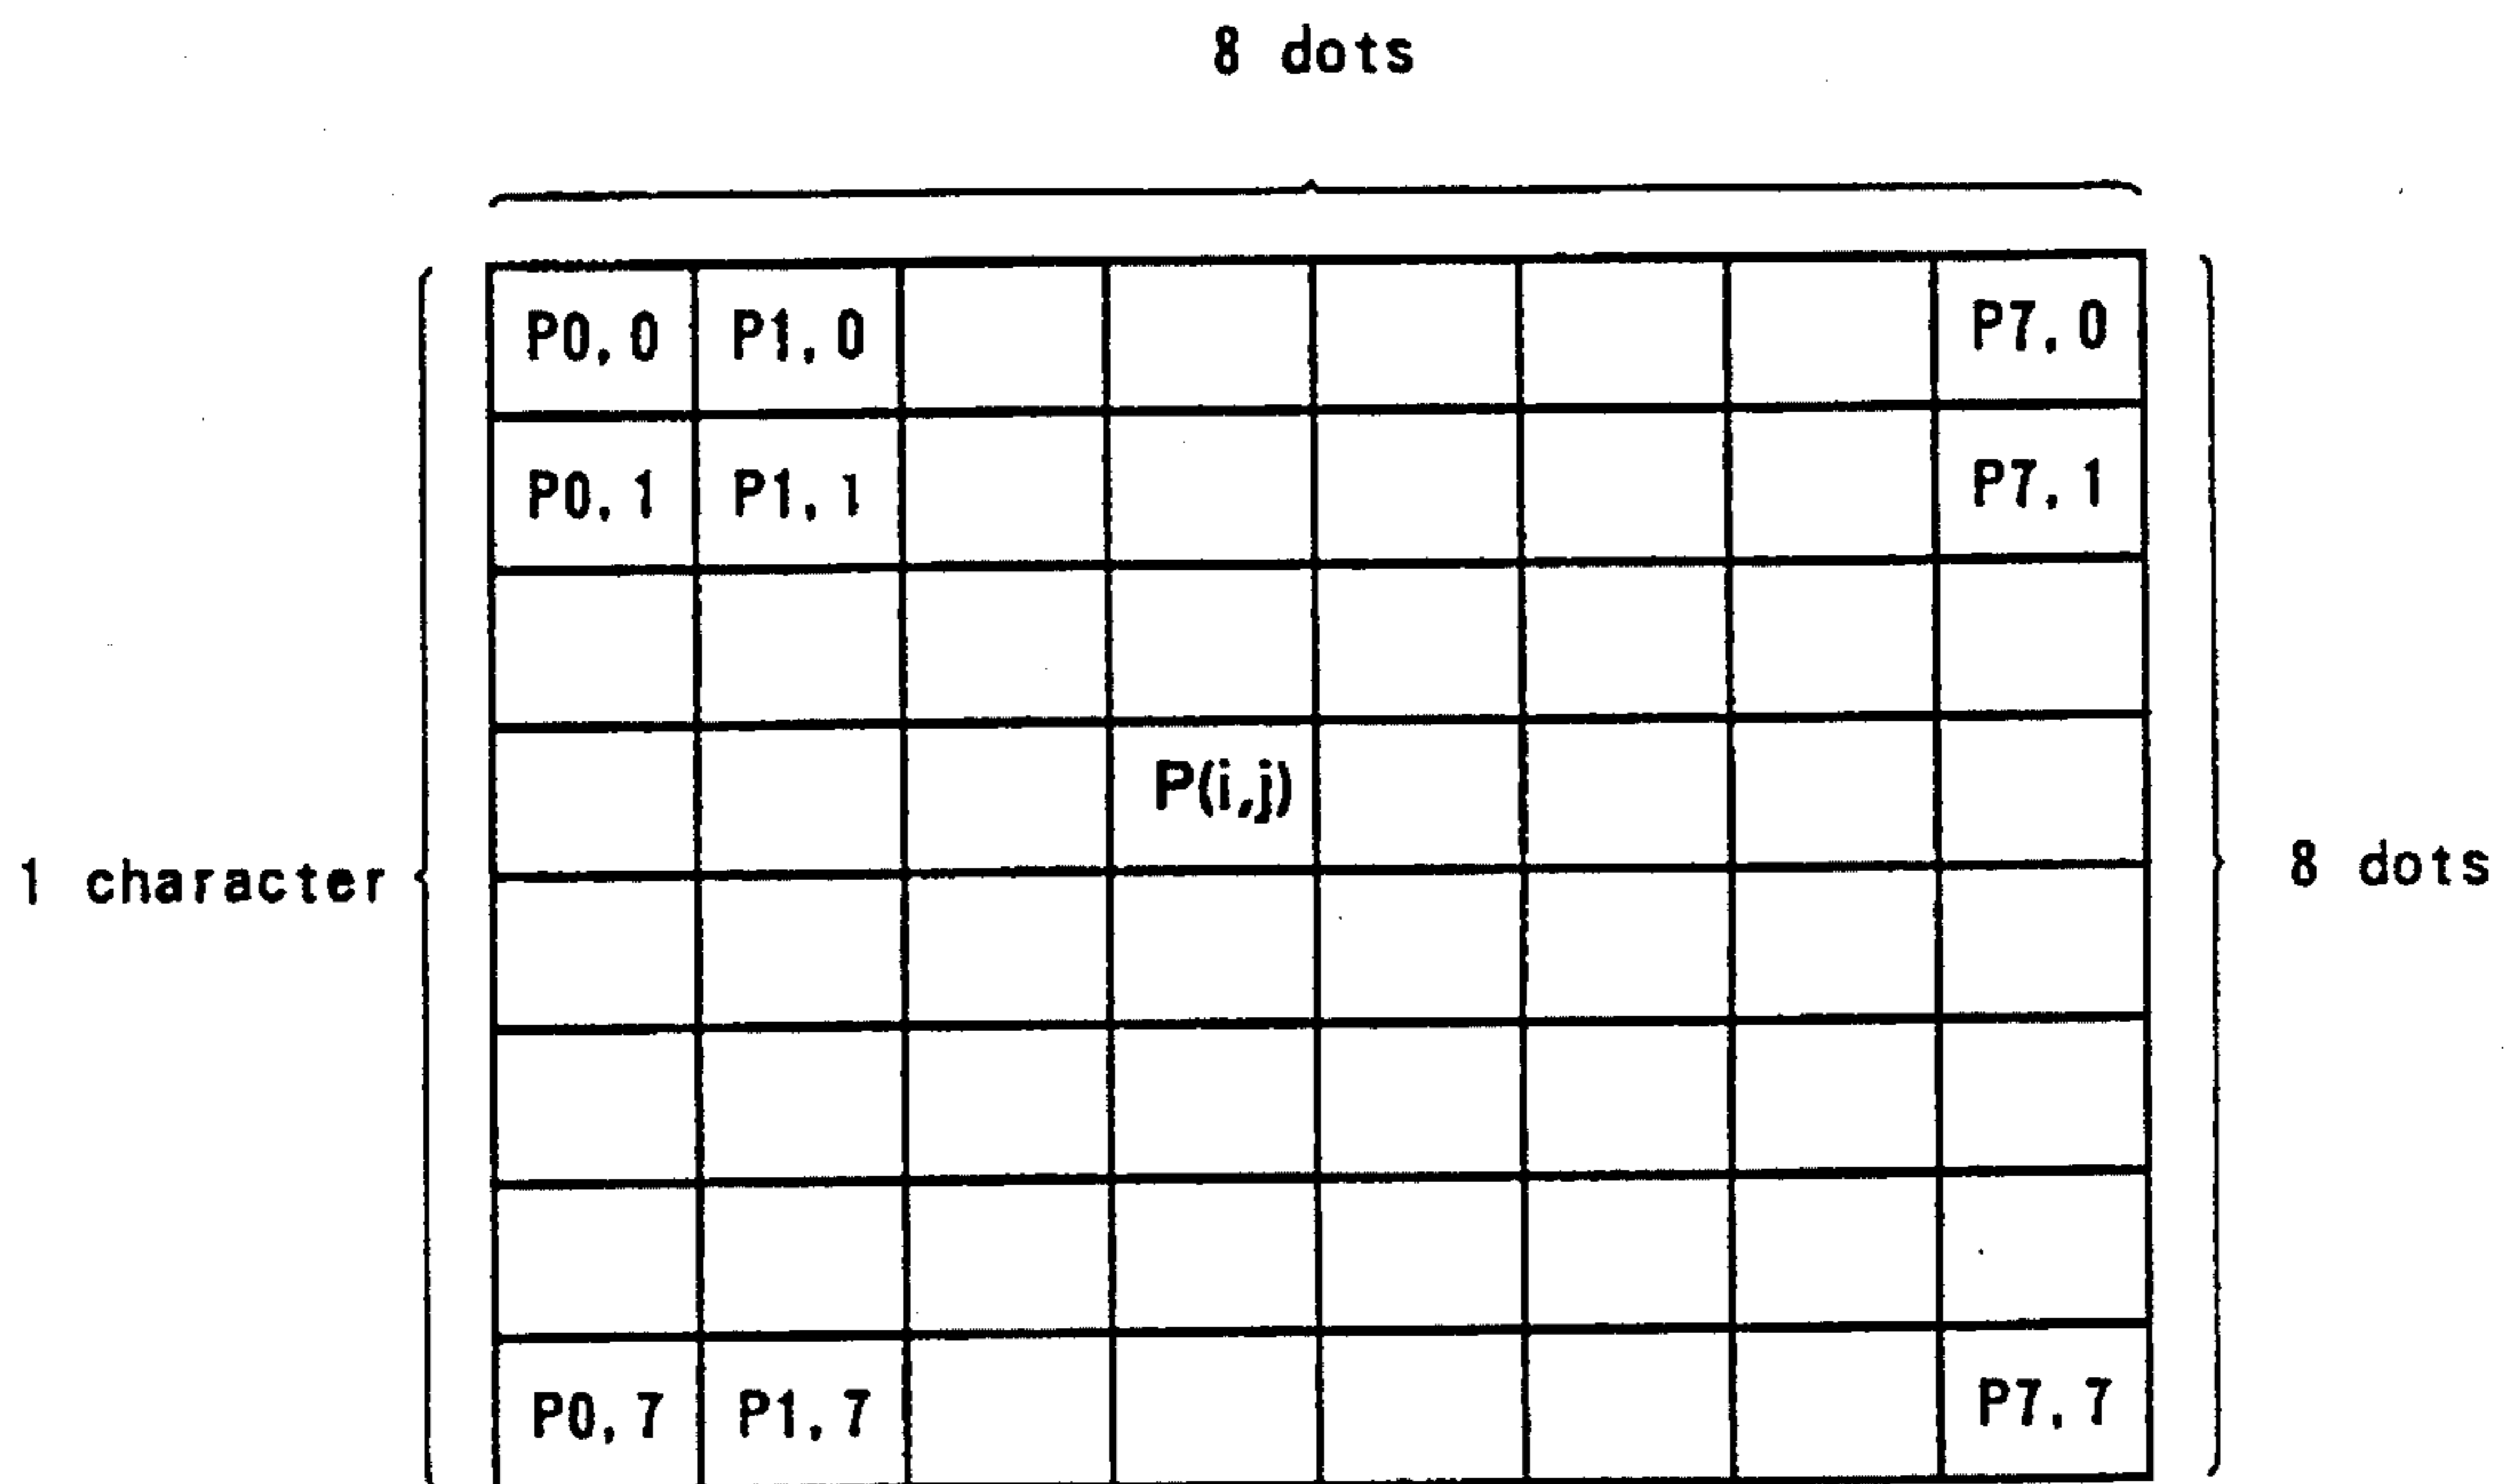 8 dots
P0,0 P1,0 P7,0
P0,1 P1,1 P7,1
P(i,j)
1 character
8 dots
P0,7 P1,7 P7,7